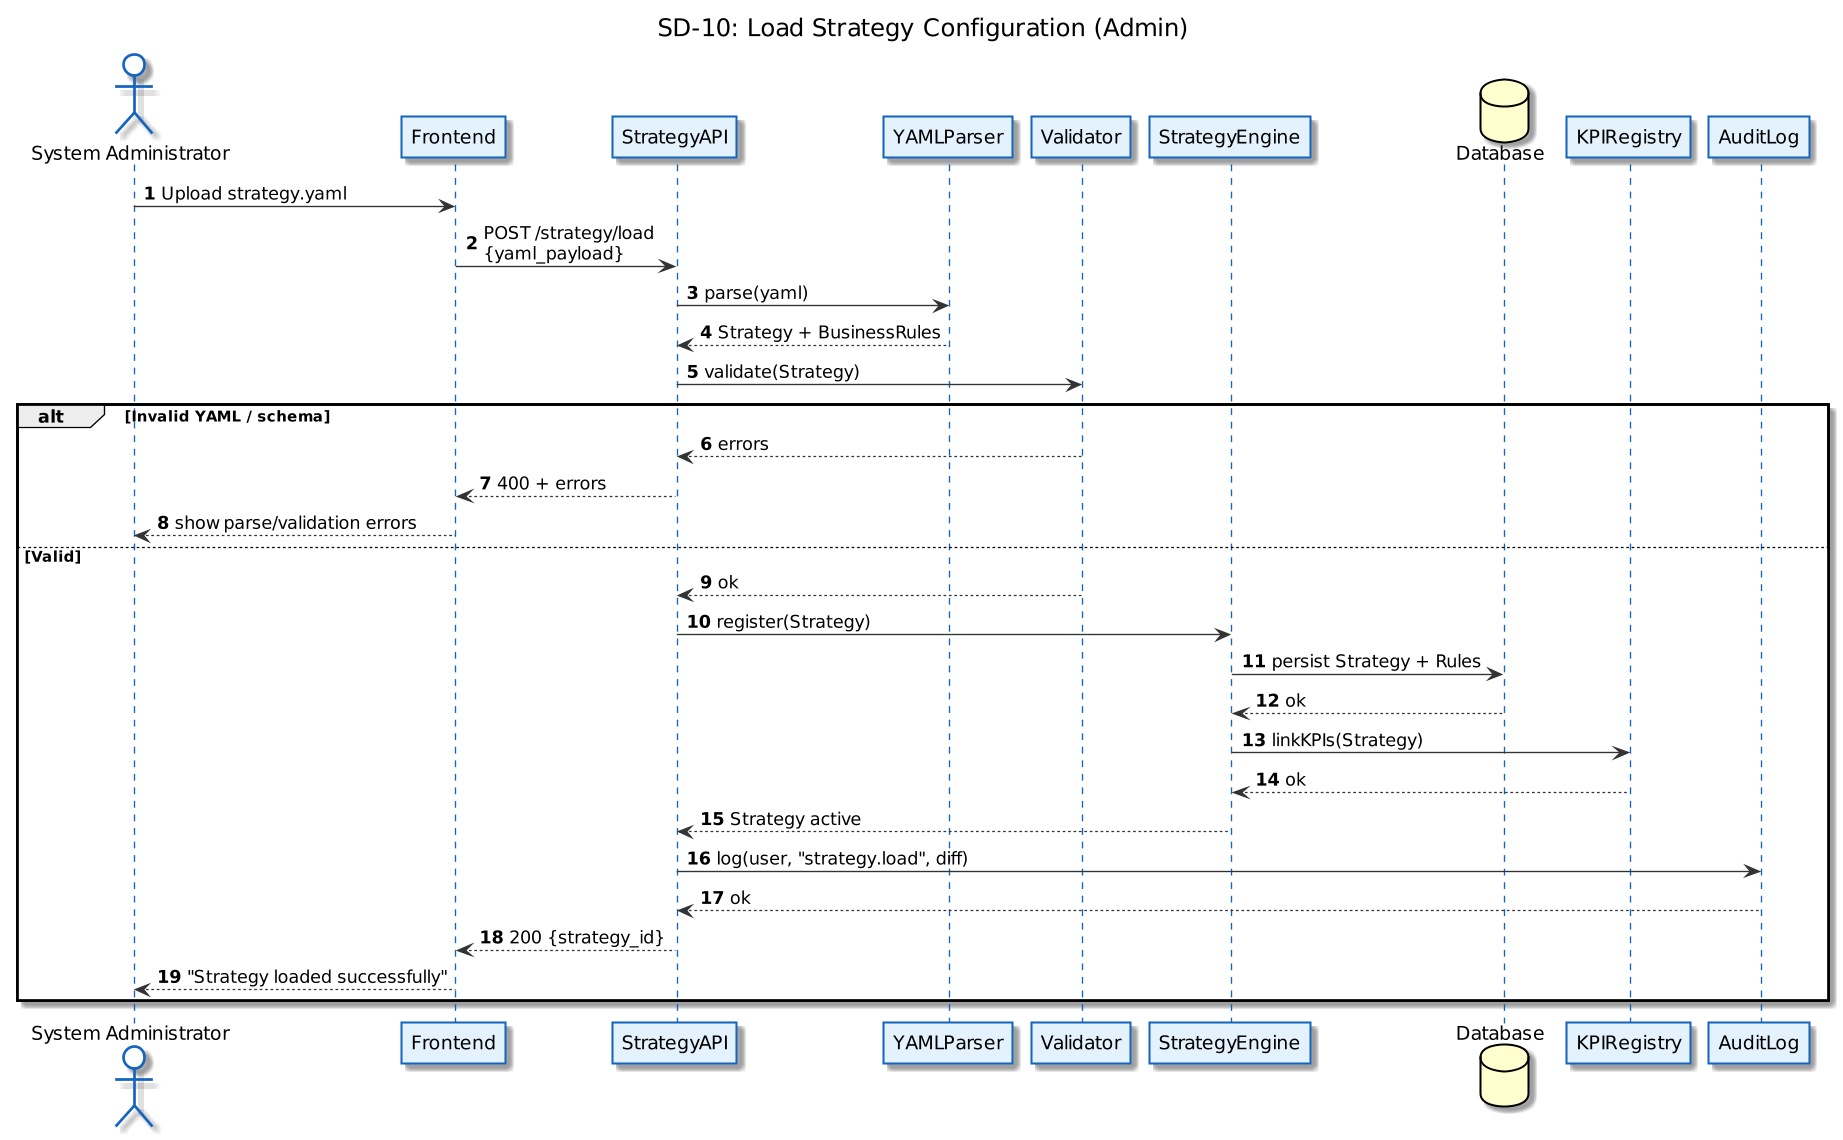 SD-10: Load Strategy Configuration (Admin)
System Administrator
Frontend
StrategyAPI
YAMLParser
Validator
StrategyEngine
Database
KPIRegistry
AuditLog
1 Upload strategy.yaml
2 POST /strategy/load
{yaml_payload}
3 parse(yaml)
4 Strategy + BusinessRules
5 validate(Strategy)
alt [Invalid YAML / schema]
6 errors
7 400 + errors
8 show parse/validation errors
[Valid]
9 ok
10 register(Strategy)
11 persist Strategy + Rules
12 ok
13 linkKPIs(Strategy)
14 ok
15 Strategy active
16 log(user, "strategy.load", diff)
17 ok
18 200 {strategy_id}
19 "Strategy loaded successfully"
System Administrator
Frontend
StrategyAPI
YAMLParser
Validator
StrategyEngine
Database
KPIRegistry
AuditLog